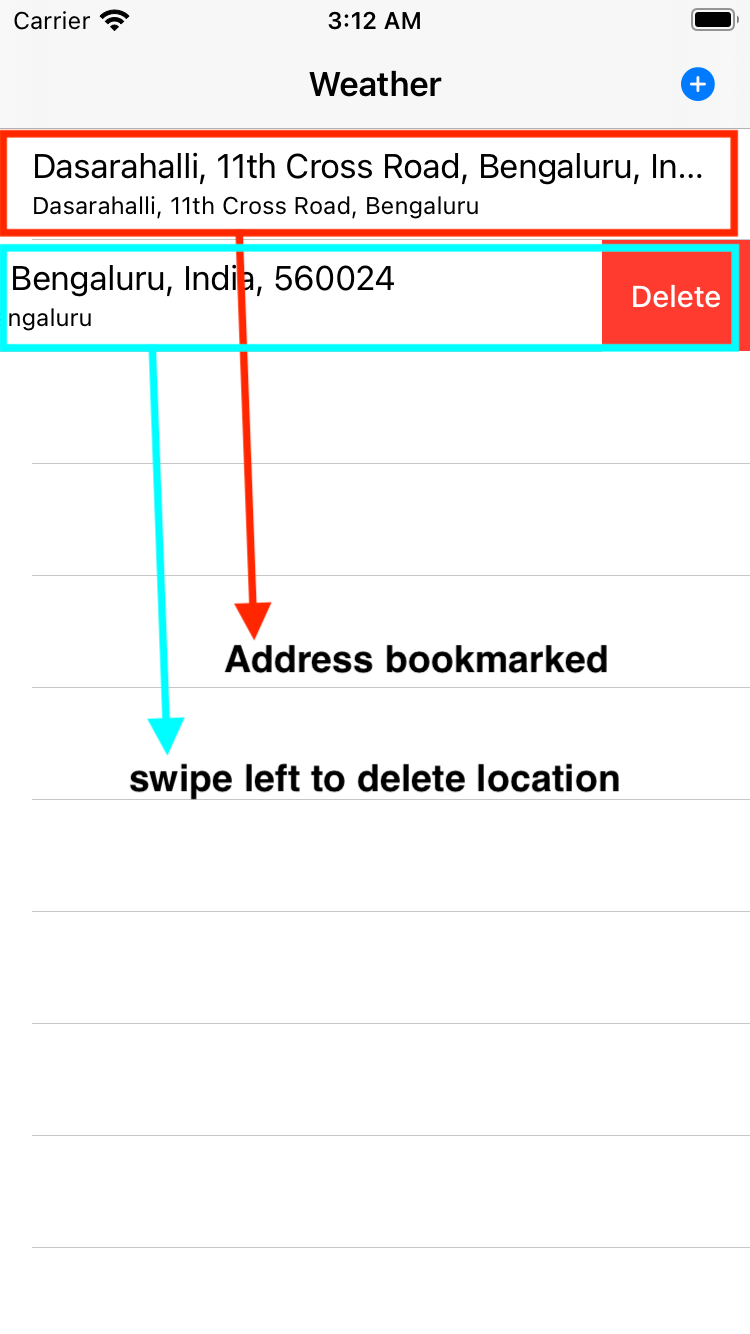 Carrier 3:12 AM
Weather
Dasarahalli, 11th Cross Road, Bengaluru, In...
Dasarahalli, 11th Cross Road, Bengaluru
Bengaluru, India, 560024
ngaluru
Delete
Address bookmarked
swipe left to delete location